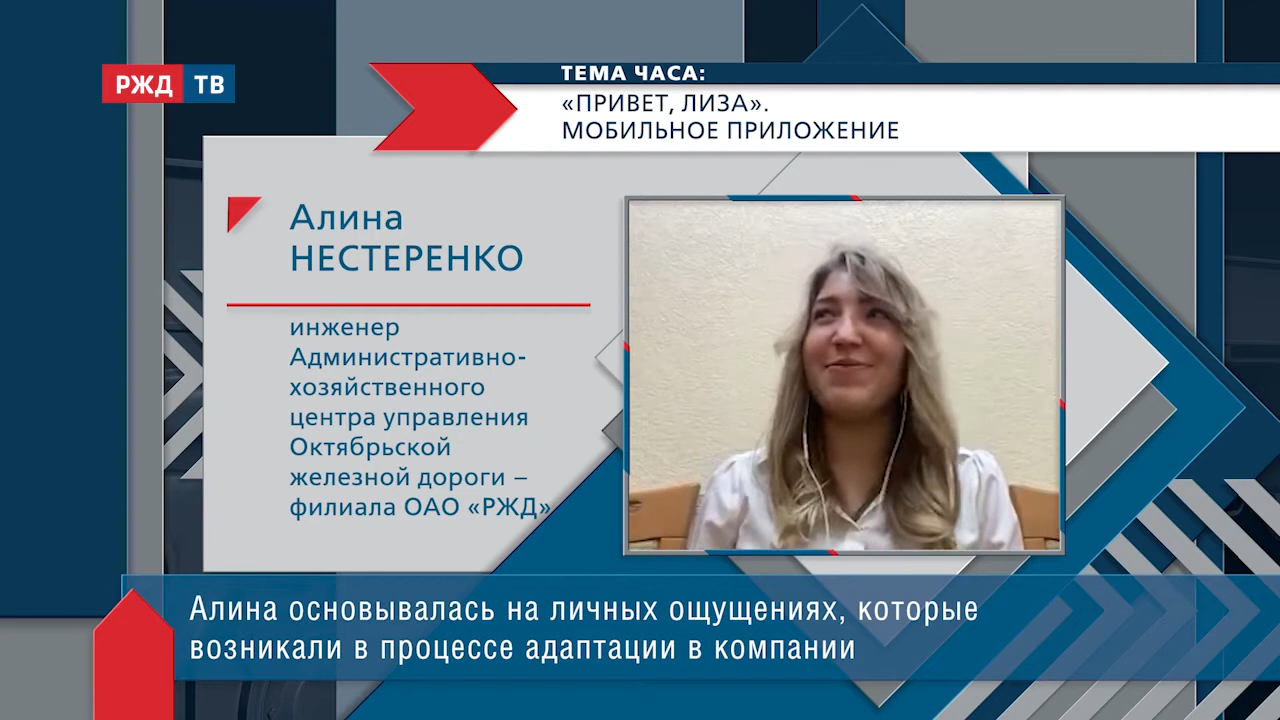 РЖД ТВ
ТЕМА ЧАСА:
«ПРИВЕТ, ЛИЗА».
МОБИЛЬНОЕ ПРИЛОЖЕНИЕ
Алина
НЕСТЕРЕНКО
инженер
Административно-
хозяйственного
центра управления
Октябрьской
железной дороги –
филиала ОАО «РЖД»
Алина основывалась на личных ощущениях, которые
возникали в процессе адаптации в компании